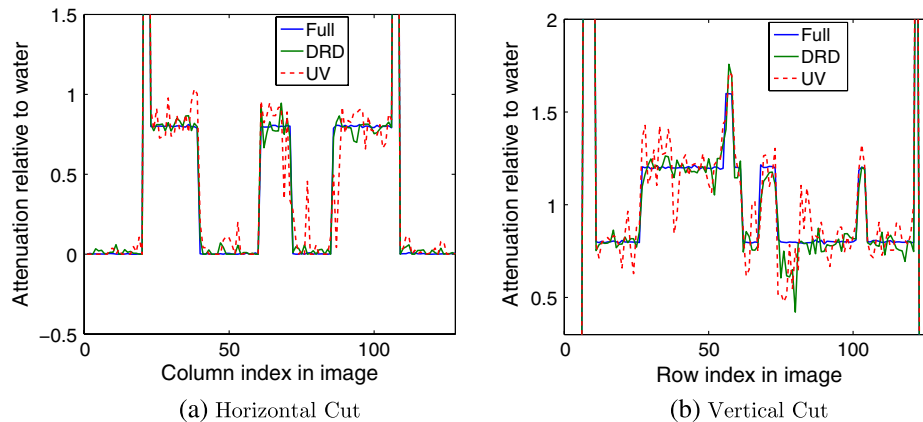 Attenuation relative to water
1.5
1
0.5
0
-0.5
Full
DRD
UV
0 50 100
Column index in image
(a) Horizontal Cut
Attenuation relative to water
2
1.5
1
0.5
Full
DRD
UV
0 50 100
Row index in image
(b) Vertical Cut